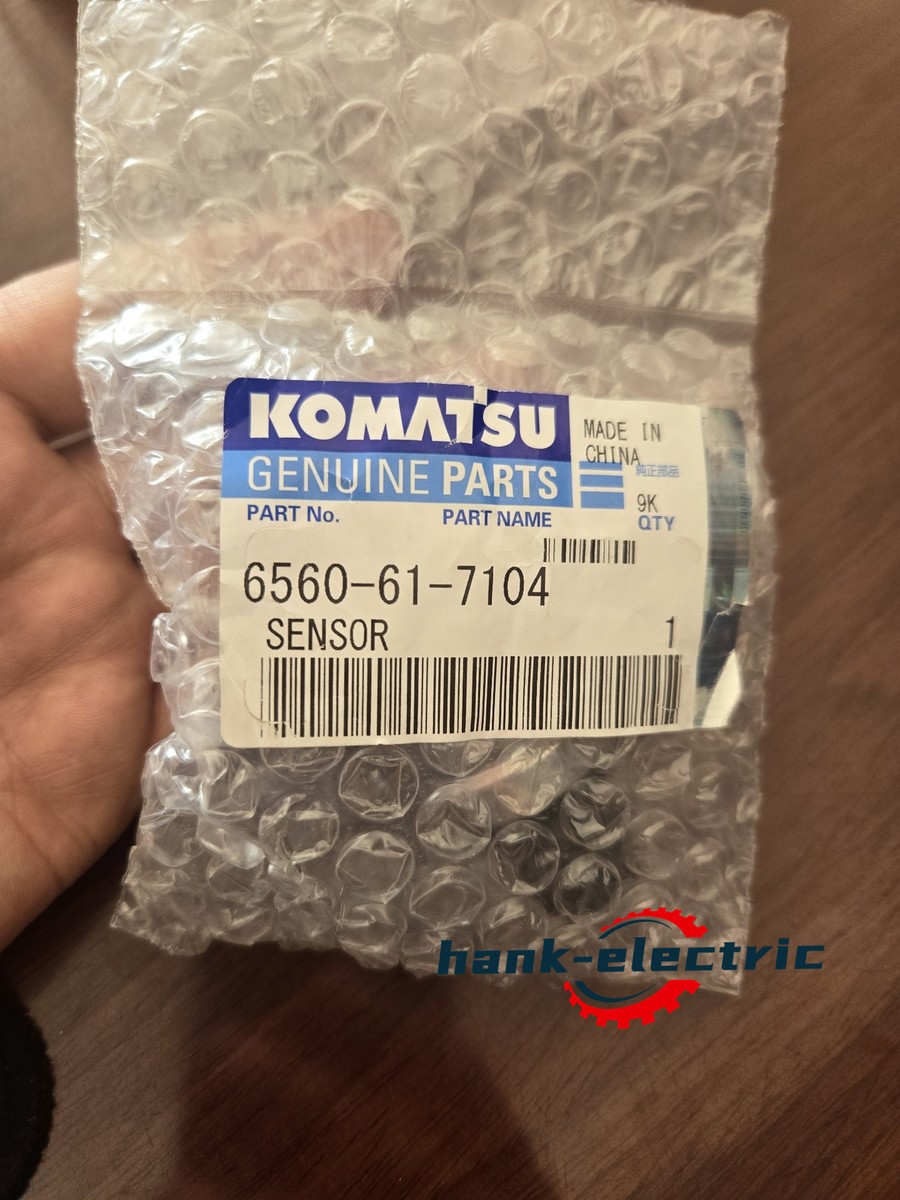 KOMATSU
MADE IN
CHINA
GENUINE PARTS
純正部品
9K
PART No.
PART NAME
QTY
6560-61-7104
SENSOR
1
hank-electric